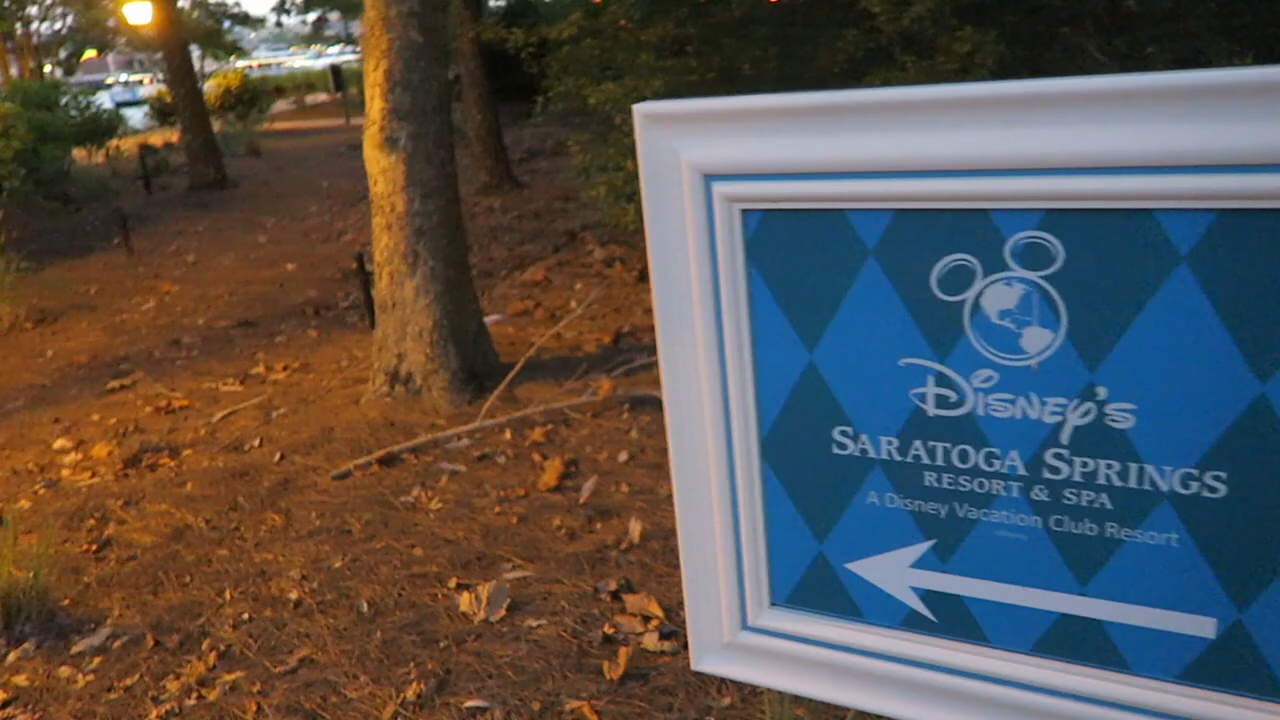 Disney's
SARATOGA SPRINGS
RESORT & SPA
A Disney Vacation Club Resort